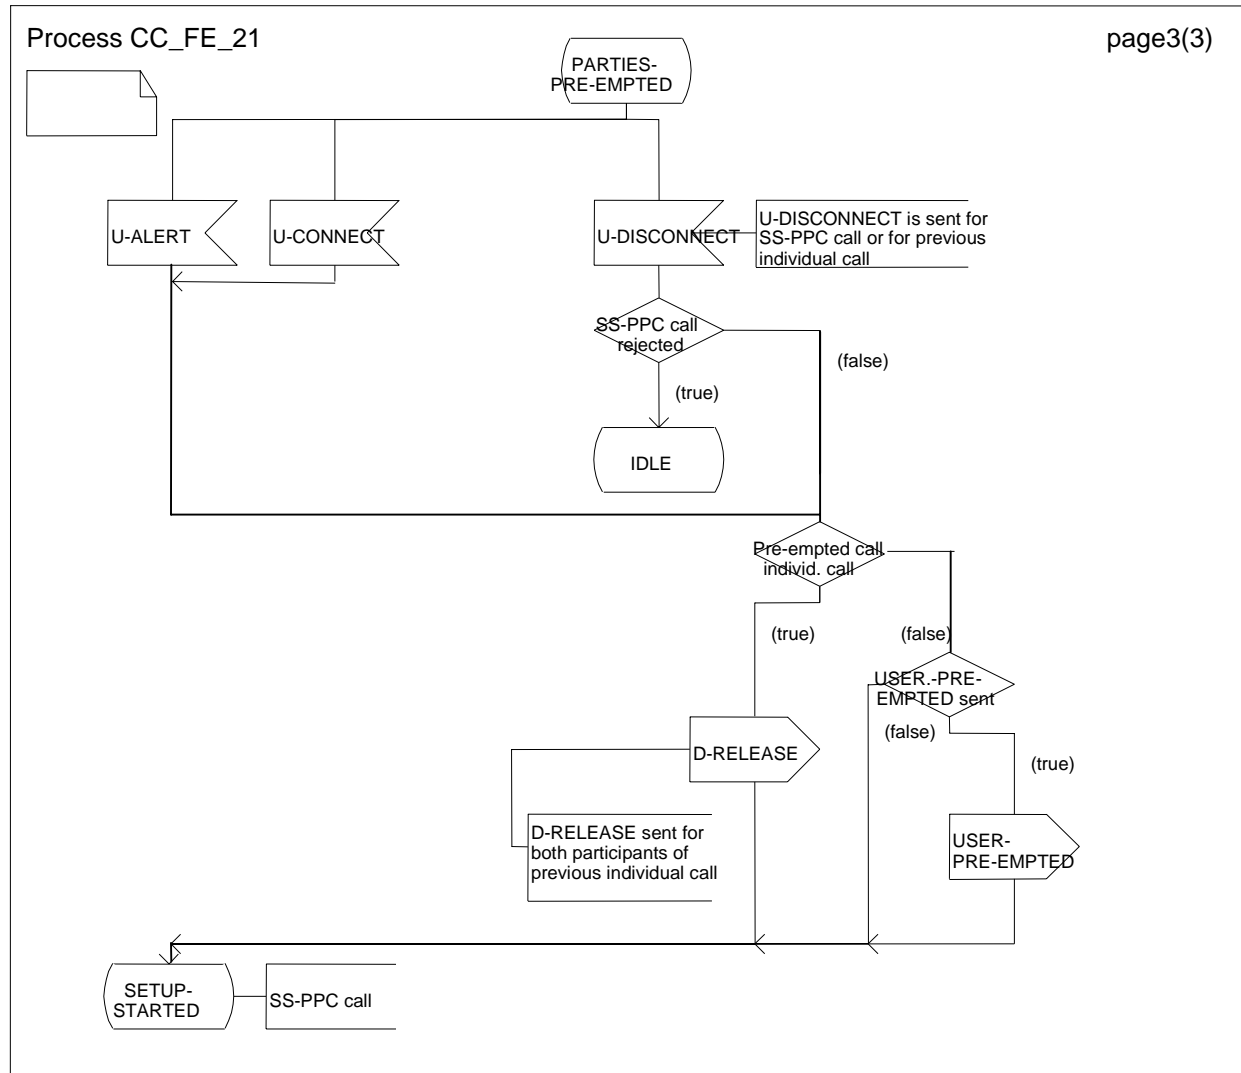 Process CC_FE_21
page3(3)
PARTIES-
PRE-EMPTED
U-ALERT
U-CONNECT
U-DISCONNECT
U-DISCONNECT is sent for
SS-PPC call or for previous
individual call
SS-PPC call
rejected
(false)
(true)
IDLE
Pre-empted call
individ. call
(true)
(false)
USER.-PRE-
EMPTED sent
(false)
(true)
D-RELEASE
D-RELEASE sent for
both participants of
previous individual call
USER-
PRE-EMPTED
SETUP-
STARTED
SS-PPC call